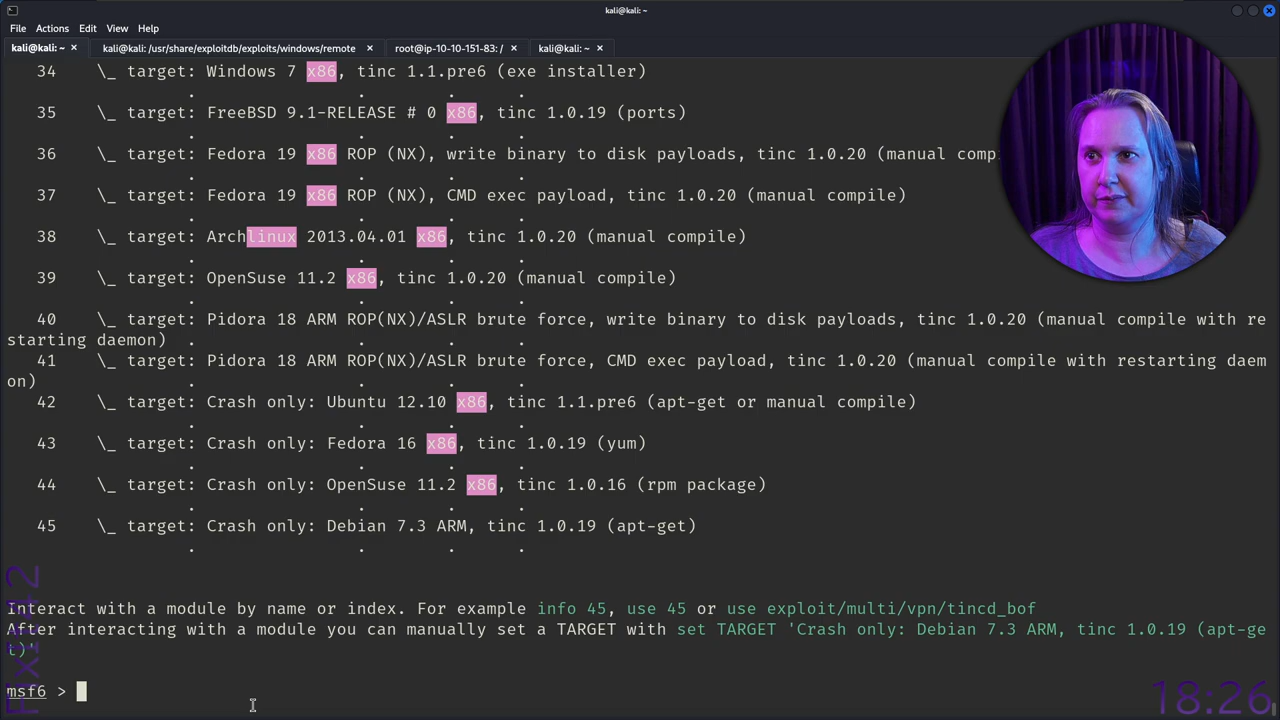 kali@kali: ~
File Actions Edit View Help
kali@kali: ~ × kali@kali: /usr/share/exploitdb/exploits/windows/remote × root@ip-10-10-151-83: / × kali@kali: ~ ×
34 \_ target: Windows 7 x86, tinc 1.1.pre6 (exe installer)
. . . .
35 \_ target: FreeBSD 9.1-RELEASE # 0 x86, tinc 1.0.19 (ports)
. . . .
36 \_ target: Fedora 19 x86 ROP (NX), write binary to disk payloads, tinc 1.0.20 (manual comp
. . . .
37 \_ target: Fedora 19 x86 ROP (NX), CMD exec payload, tinc 1.0.20 (manual compile)
. . . .
38 \_ target: Archlinux 2013.04.01 x86, tinc 1.0.20 (manual compile)
. . . .
39 \_ target: OpenSuse 11.2 x86, tinc 1.0.20 (manual compile)
. . . .
40 \_ target: Pidora 18 ARM ROP(NX)/ASLR brute force, write binary to disk payloads, tinc 1.0.20 (manual compile with re
starting daemon) . . . .
41 \_ target: Pidora 18 ARM ROP(NX)/ASLR brute force, CMD exec payload, tinc 1.0.20 (manual compile with restarting daem
on) . . . .
42 \_ target: Crash only: Ubuntu 12.10 x86, tinc 1.1.pre6 (apt-get or manual compile)
. . . .
43 \_ target: Crash only: Fedora 16 x86, tinc 1.0.19 (yum)
. . . .
44 \_ target: Crash only: OpenSuse 11.2 x86, tinc 1.0.16 (rpm package)
. . . .
45 \_ target: Crash only: Debian 7.3 ARM, tinc 1.0.19 (apt-get)
. . . .
Interact with a module by name or index. For example info 45, use 45 or use exploit/multi/vpn/tincd_bof
After interacting with a module you can manually set a TARGET with set TARGET 'Crash only: Debian 7.3 ARM, tinc 1.0.19 (apt-ge
t)'
msf6 >
18:26